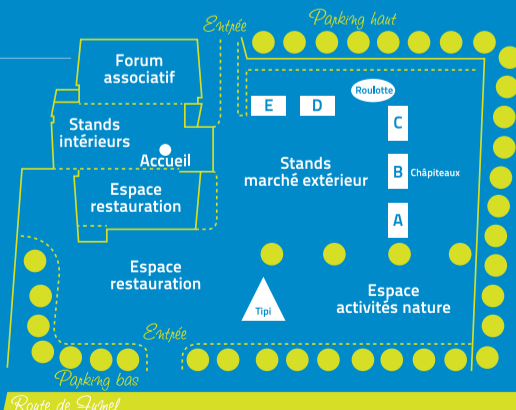 Entrée
Parking haut
Forum
associatif
Roulotte
E
D
C
Stands
intérieurs
Accueil
Stands
marché extérieur
B
Châpiteaux
Espace
restauration
A
Espace
restauration
Espace
activités nature
Tipi
Entrée
Parking bas
Route de Fumel